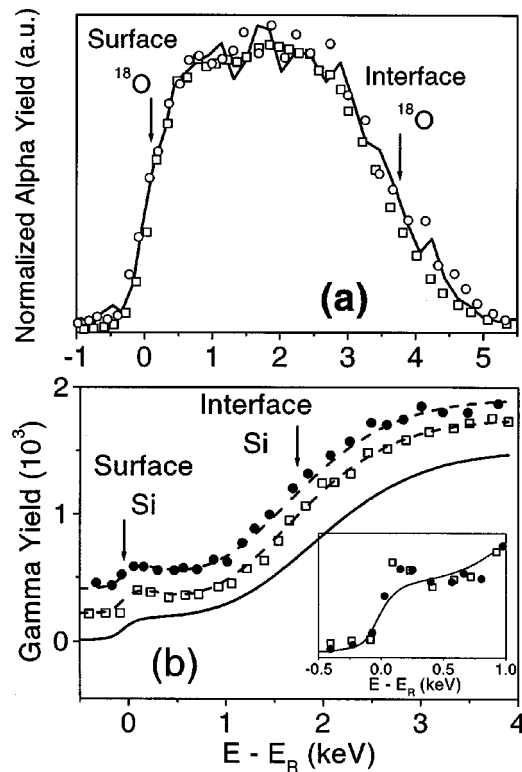 Normalized Alpha Yield (a.u.)
Surface
18O
Interface
18O
(a)
-1 0 1 2 3 4 5
Gamma Yield (10³)
2
1
0
Interface
Si
Surface
Si
(b)
-0.5 0.0 0.5 1.0
E - E_R (keV)
0 1 2 3 4
E - E_R (keV)